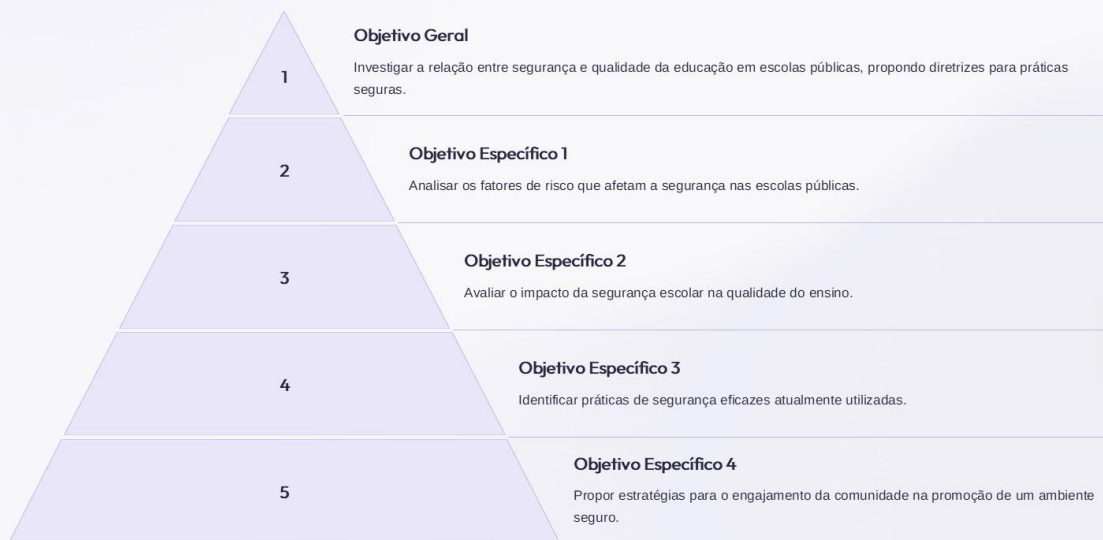 Objetivo Geral
1
Investigar a relação entre segurança e qualidade da educação em escolas públicas, propondo diretrizes para práticas
seguras.
Objetivo Específico 1
2
Analisar os fatores de risco que afetam a segurança nas escolas públicas.
Objetivo Específico 2
3
Avaliar o impacto da segurança escolar na qualidade do ensino.
Objetivo Específico 3
4
Identificar práticas de segurança eficazes atualmente utilizadas.
Objetivo Específico 4
5
Propor estratégias para o engajamento da comunidade na promoção de um ambiente
seguro.